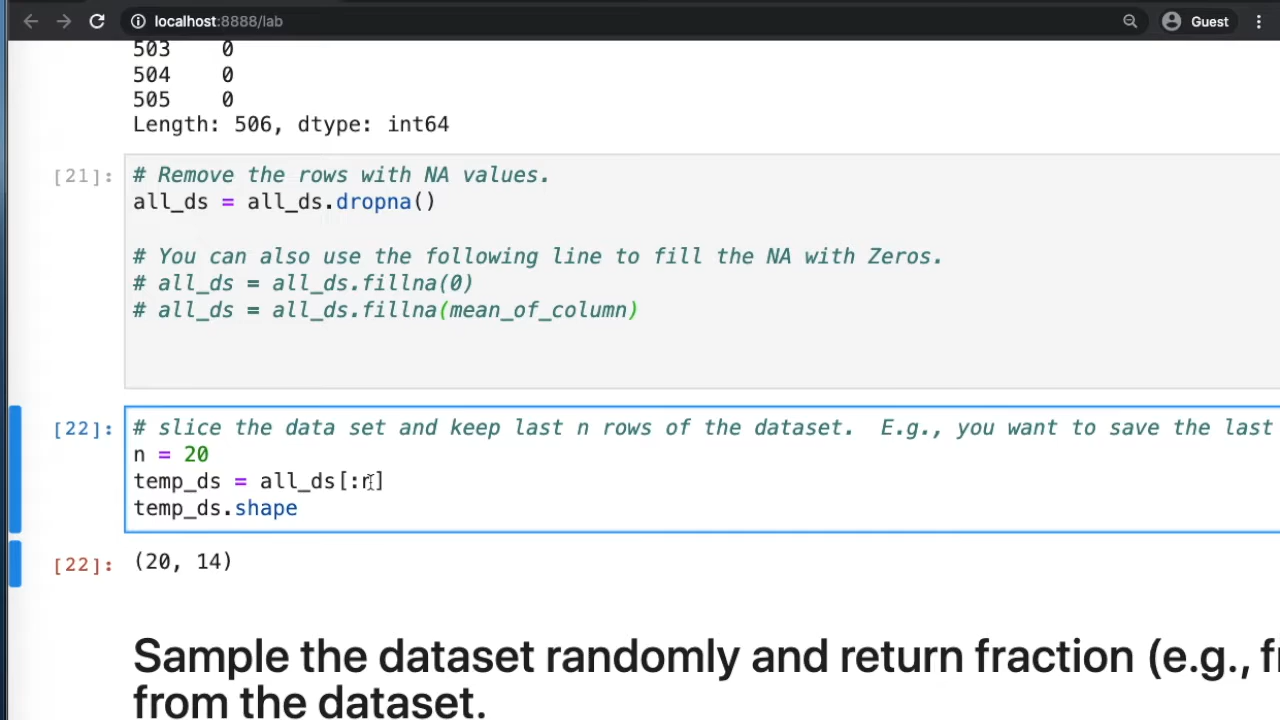 localhost:8888/lab
Guest
503 0
504 0
505 0
Length: 506, dtype: int64
[21]: # Remove the rows with NA values.
all_ds = all_ds.dropna()
# You can also use the following line to fill the NA with Zeros.
# all_ds = all_ds.fillna(0)
# all_ds = all_ds.fillna(mean_of_column)
[22]: # slice the data set and keep last n rows of the dataset. E.g., you want to save the last
n = 20
temp_ds = all_ds[:n]
temp_ds.shape
[22]: (20, 14)
Sample the dataset randomly and return fraction (e.g., fr
from the dataset.